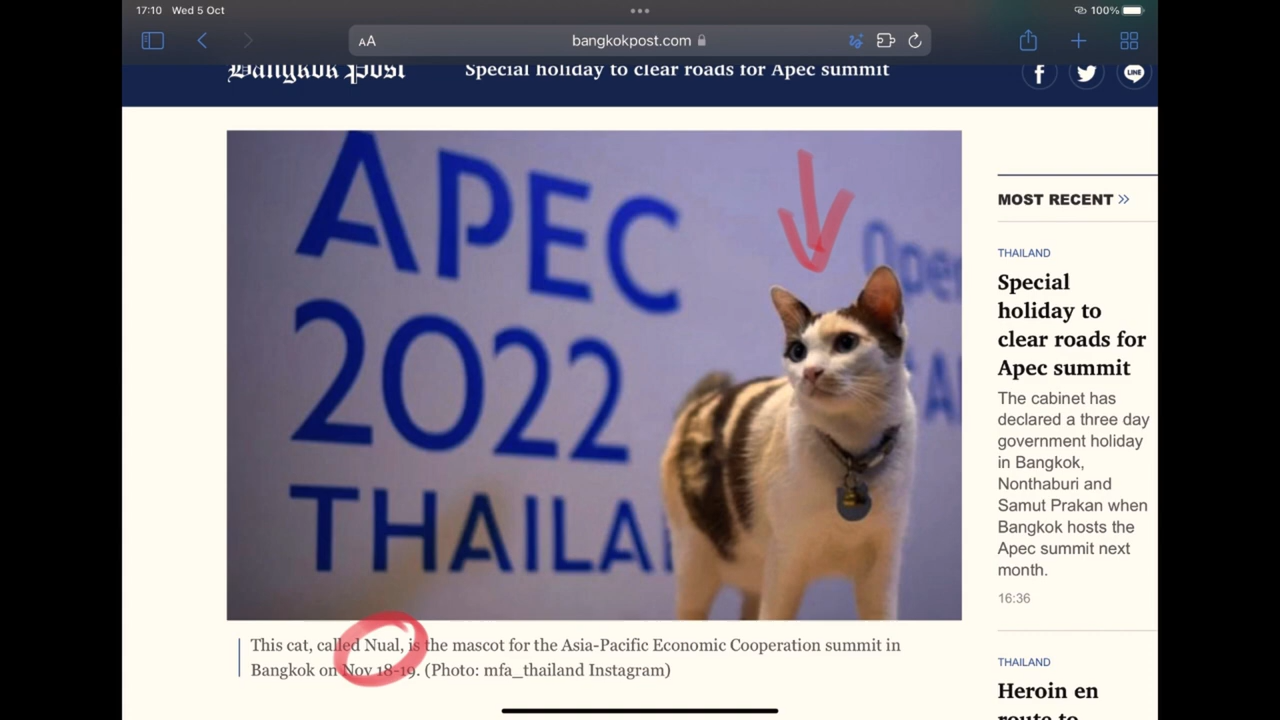 17:10 Wed 5 Oct
100%
AA
bangkokpost.com
Bangkok Post
Special holiday to clear roads for Apec summit
LINE
APEC
2022
THAILA
Open
MOST RECENT
THAILAND
Special
holiday to
clear roads for
Apec summit
The cabinet has
declared a three day
government holiday
in Bangkok,
Nonthaburi and
Samut Prakan when
Bangkok hosts the
Apec summit next
month.
16:36
THAILAND
Heroin en
route to
This cat, called Nual, is the mascot for the Asia-Pacific Economic Cooperation summit in
Bangkok on Nov 18-19. (Photo: mfa_thailand Instagram)